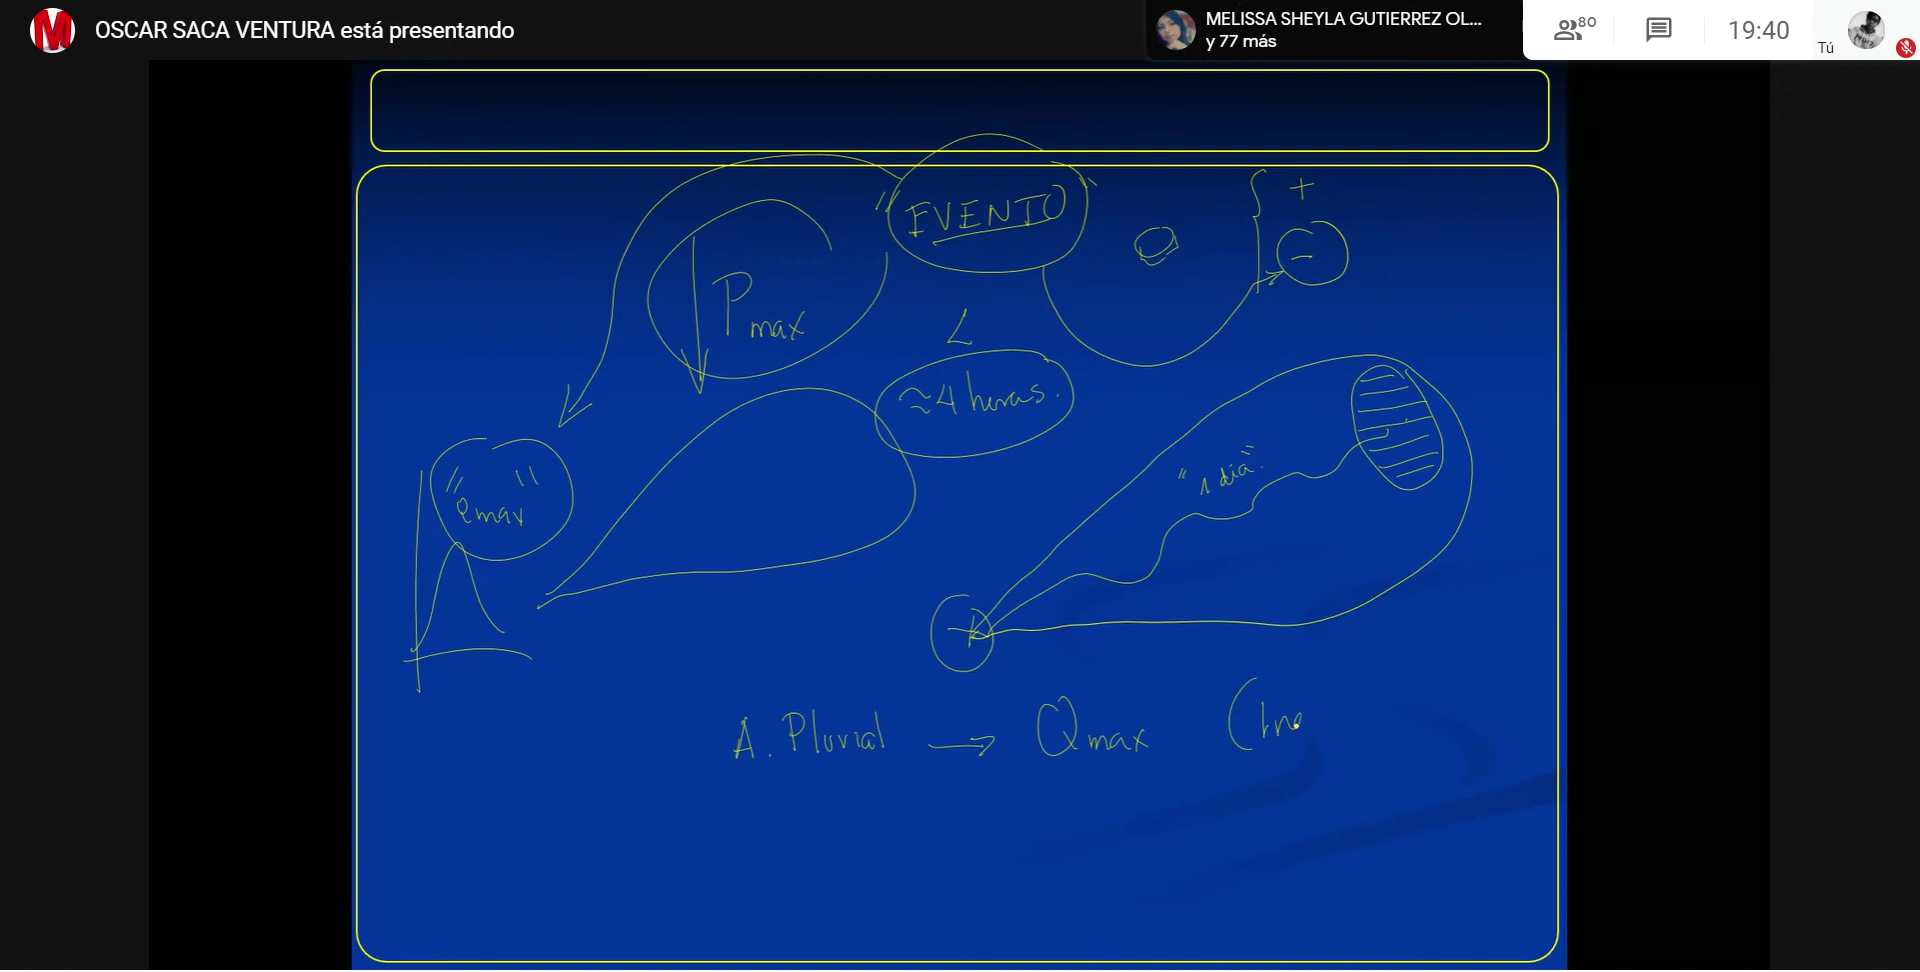 OSCAR SACA VENTURA está presentando
MELISSA SHEYLA GUTIERREZ OL...
y 77 más
80
19:40
Tú
"EVENTO"
+
-
Pmax
<
≈4 horas.
"1 día".
" "
Qmax
A. Pluvial → Qmax (Ins